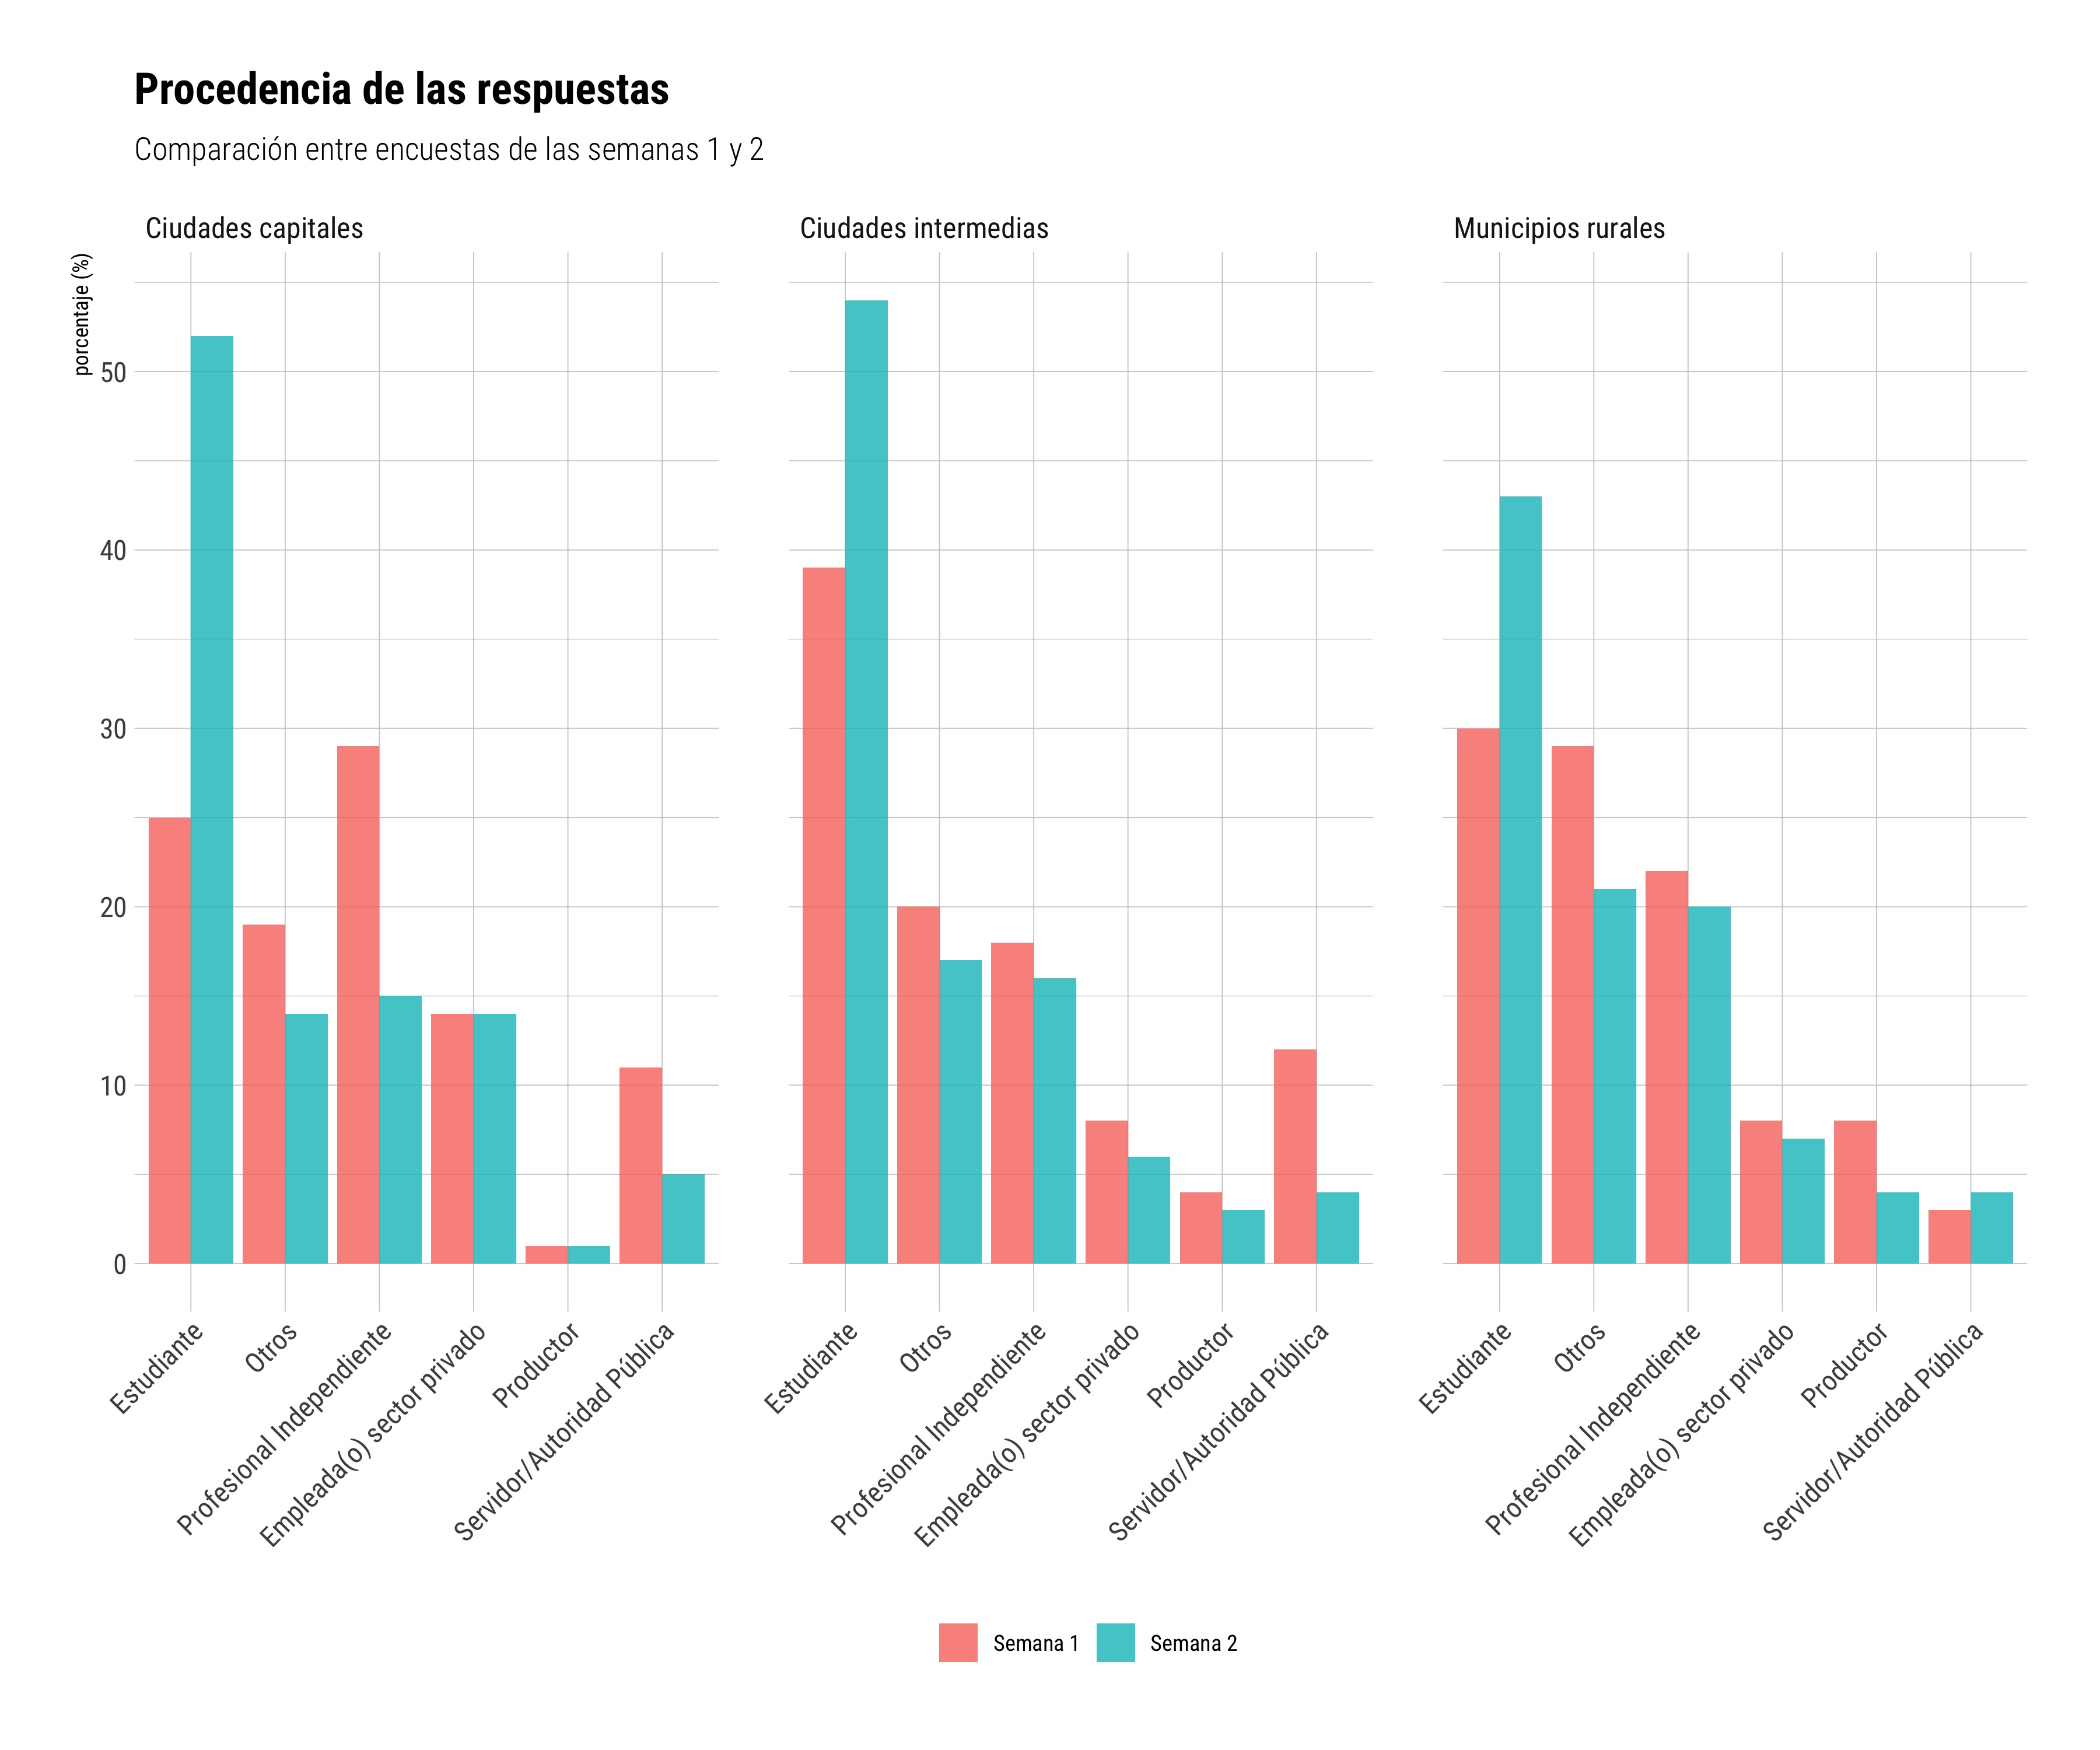 Procedencia de las respuestas
Comparación entre encuestas de las semanas 1 y 2
Ciudades capitales
Ciudades intermedias
Municipios rurales
porcentaje (%)
50
40
30
20
10
0
Estudiante
Otros
Profesional Independiente
Empleada(o) sector privado
Productor
Servidor/Autoridad Pública
Estudiante
Otros
Profesional Independiente
Empleada(o) sector privado
Productor
Servidor/Autoridad Pública
Estudiante
Otros
Profesional Independiente
Empleada(o) sector privado
Productor
Servidor/Autoridad Pública
Semana 1
Semana 2